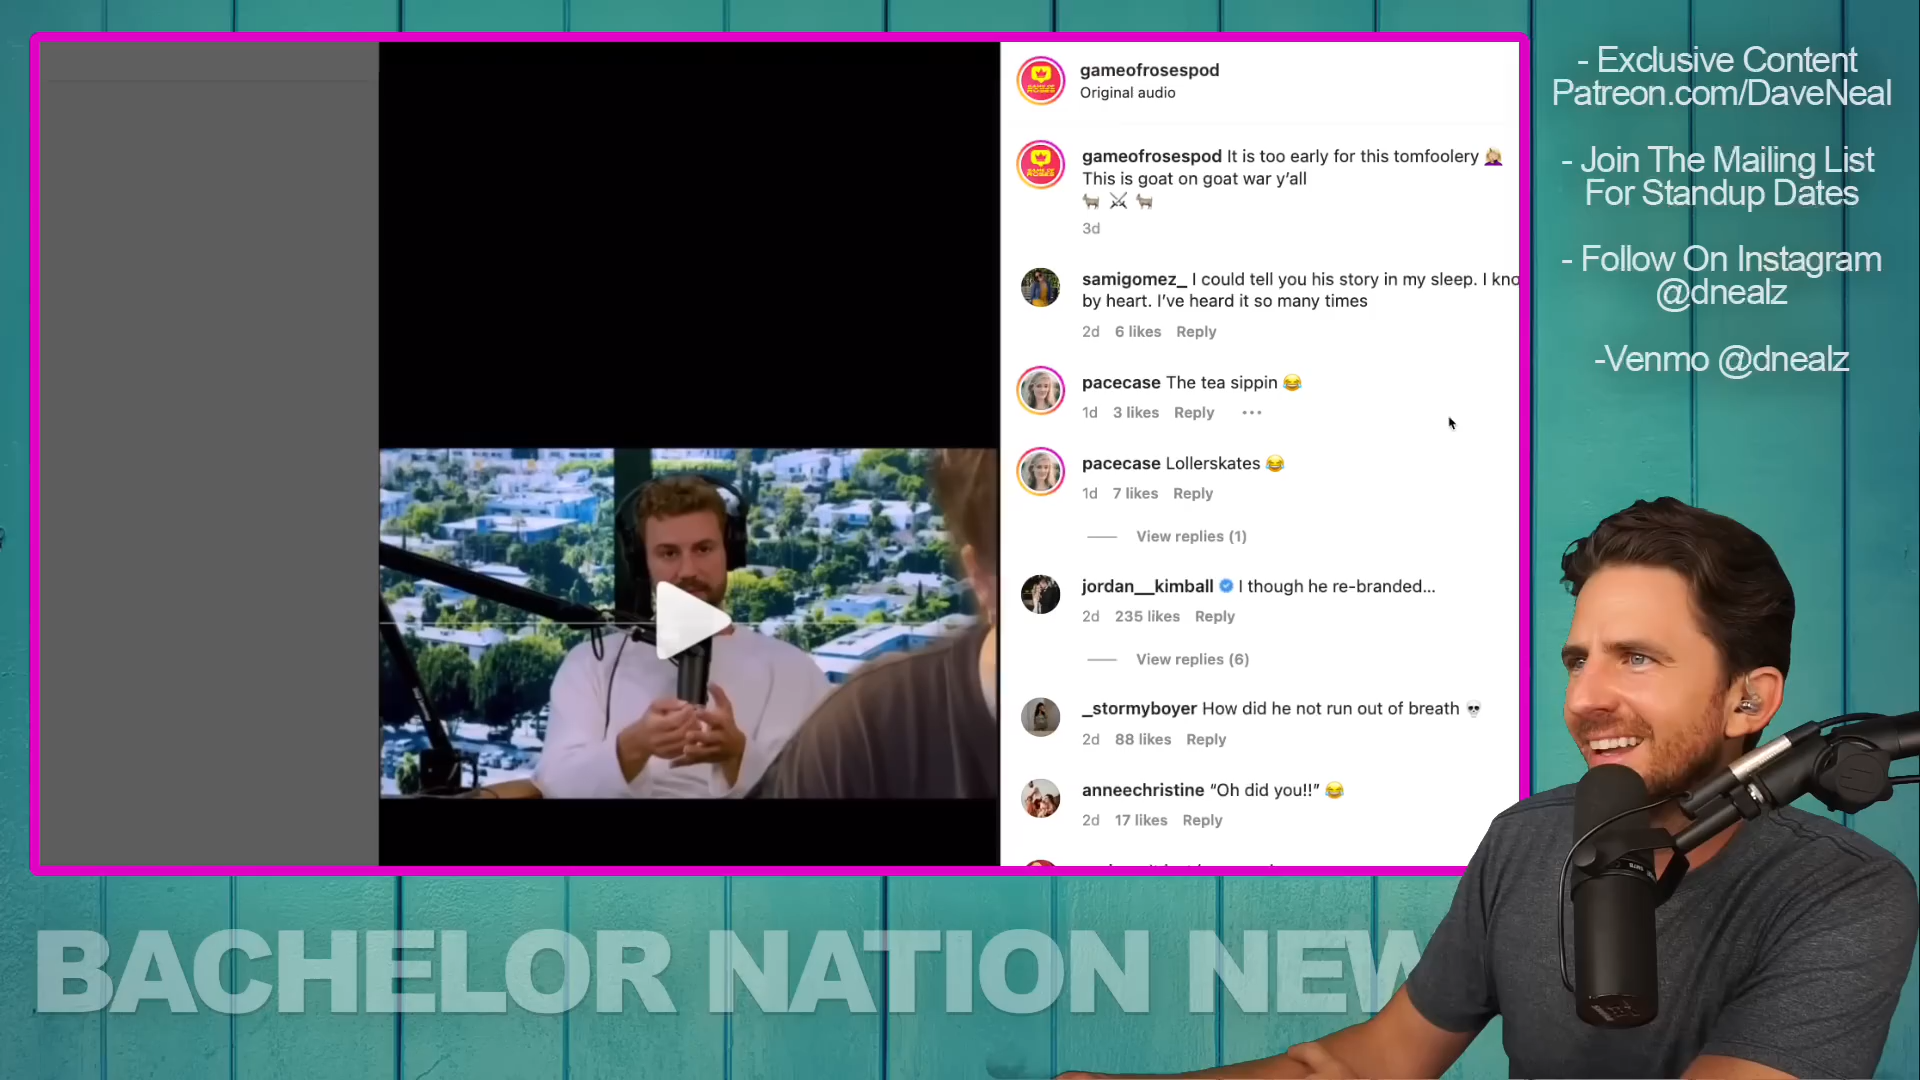 gameofrosespod
Original audio
gameofrosespod It is too early for this tomfoolery 🤦🏼‍♀️
This is goat on goat war y’all
🐐 ⚔️ 🐐
3d
samigomez_ I could tell you his story in my sleep. I kno
by heart. I’ve heard it so many times
2d 6 likes Reply
pacecase The tea sippin 😂
1d 3 likes Reply •••
pacecase Lollerskates 😂
1d 7 likes Reply
View replies (1)
jordan__kimball I though he re-branded...
2d 235 likes Reply
View replies (6)
_stormyboyer How did he not run out of breath 💀
2d 88 likes Reply
anneechristine “Oh did you!!” 😂
2d 17 likes Reply
- Exclusive Content
Patreon.com/DaveNeal
- Join The Mailing List
For Standup Dates
- Follow On Instagram
@dnealz
-Venmo @dnealz
BACHELOR NATION NEW